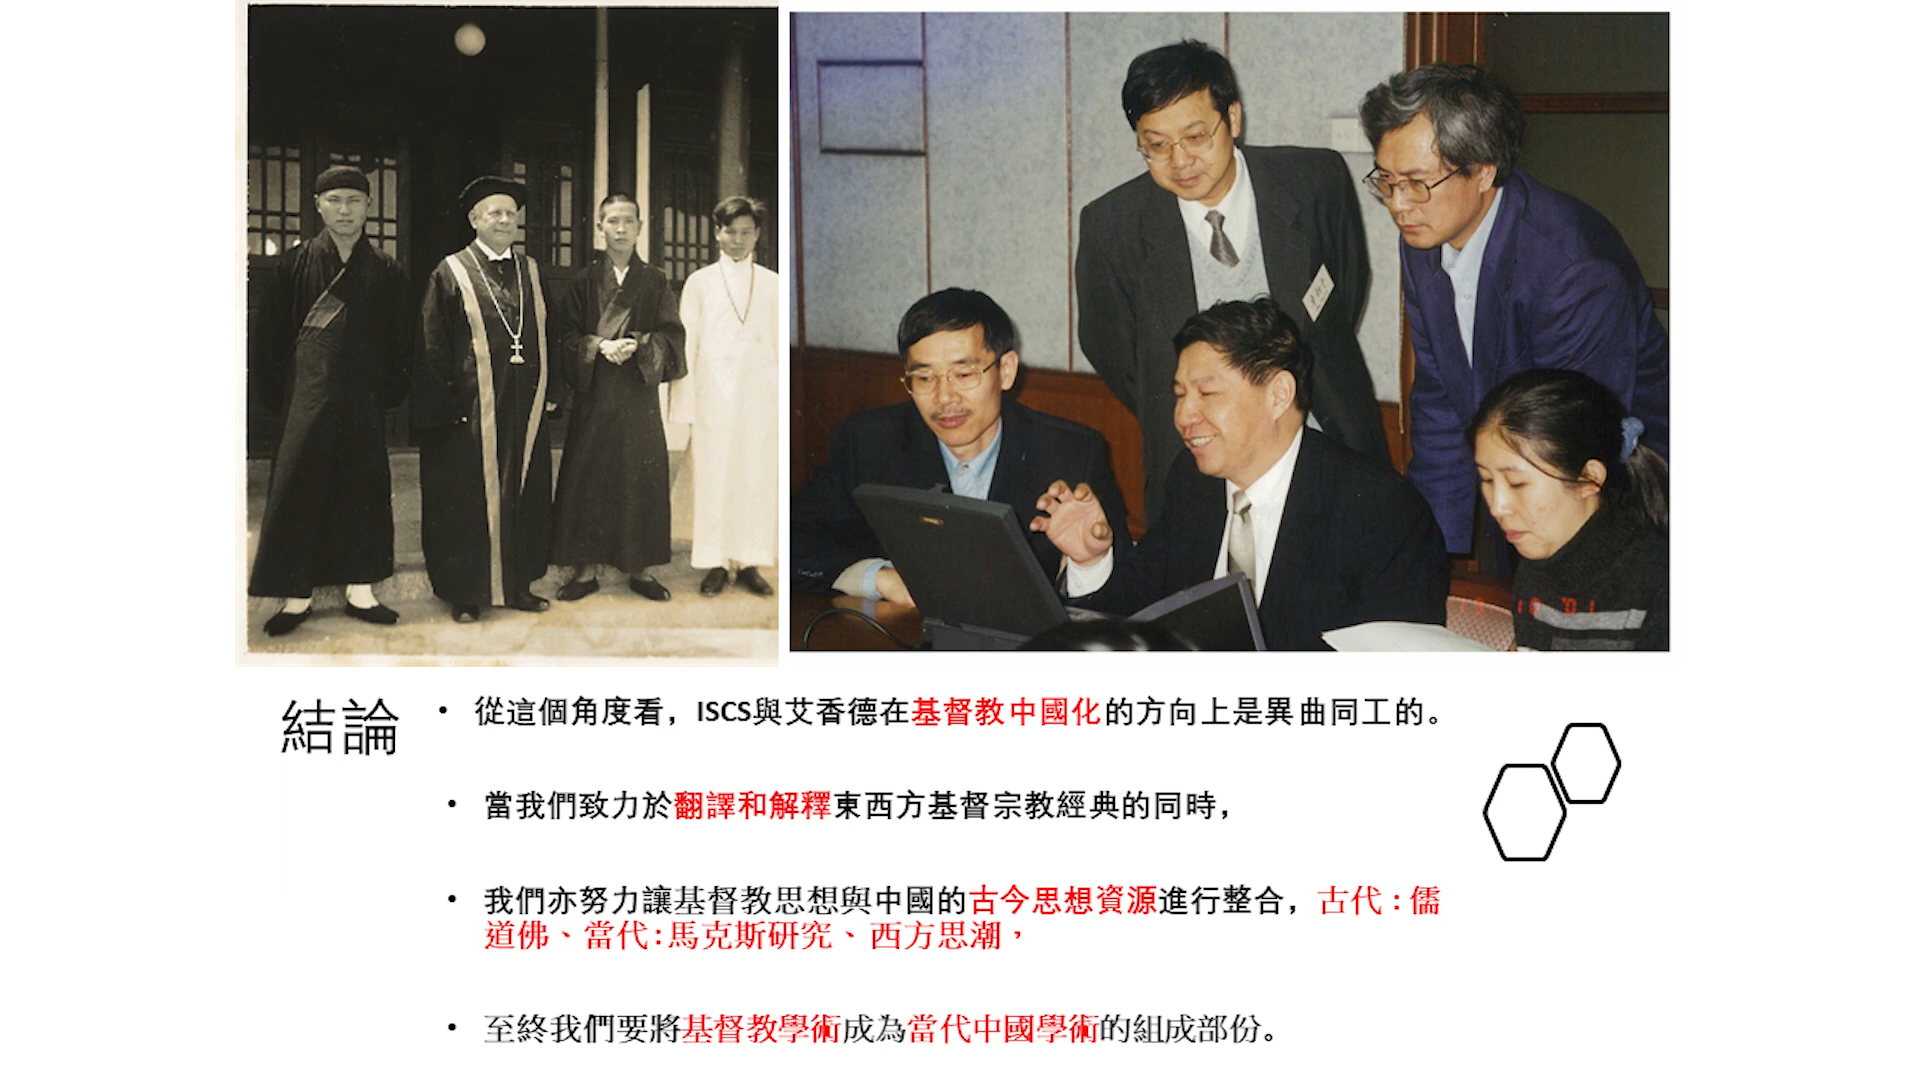 結論
• 從這個角度看，ISCS與艾香德在基督教中國化的方向上是異曲同工的。
• 當我們致力於翻譯和解釋東西方基督宗教經典的同時，
• 我們亦努力讓基督教思想與中國的古今思想資源進行整合，古代：儒
道佛、當代:馬克斯研究、西方思潮，
• 至終我們要將基督教學術成為當代中國學術的組成部份。